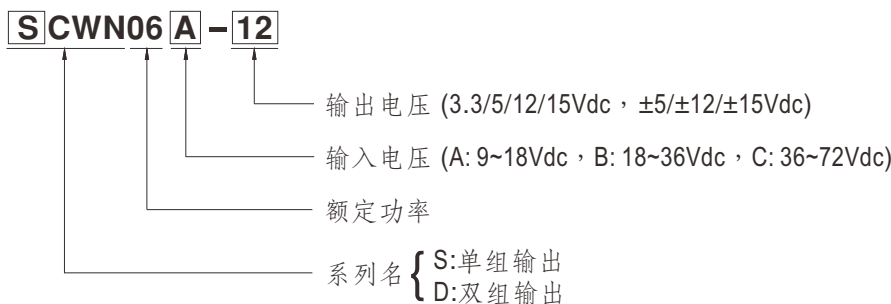 SCWN06A-12
输出电压 (3.3/5/12/15Vdc，±5/±12/±15Vdc)
输入电压 (A: 9~18Vdc，B: 18~36Vdc，C: 36~72Vdc)
额定功率
系列名{S:单组输出
D:双组输出